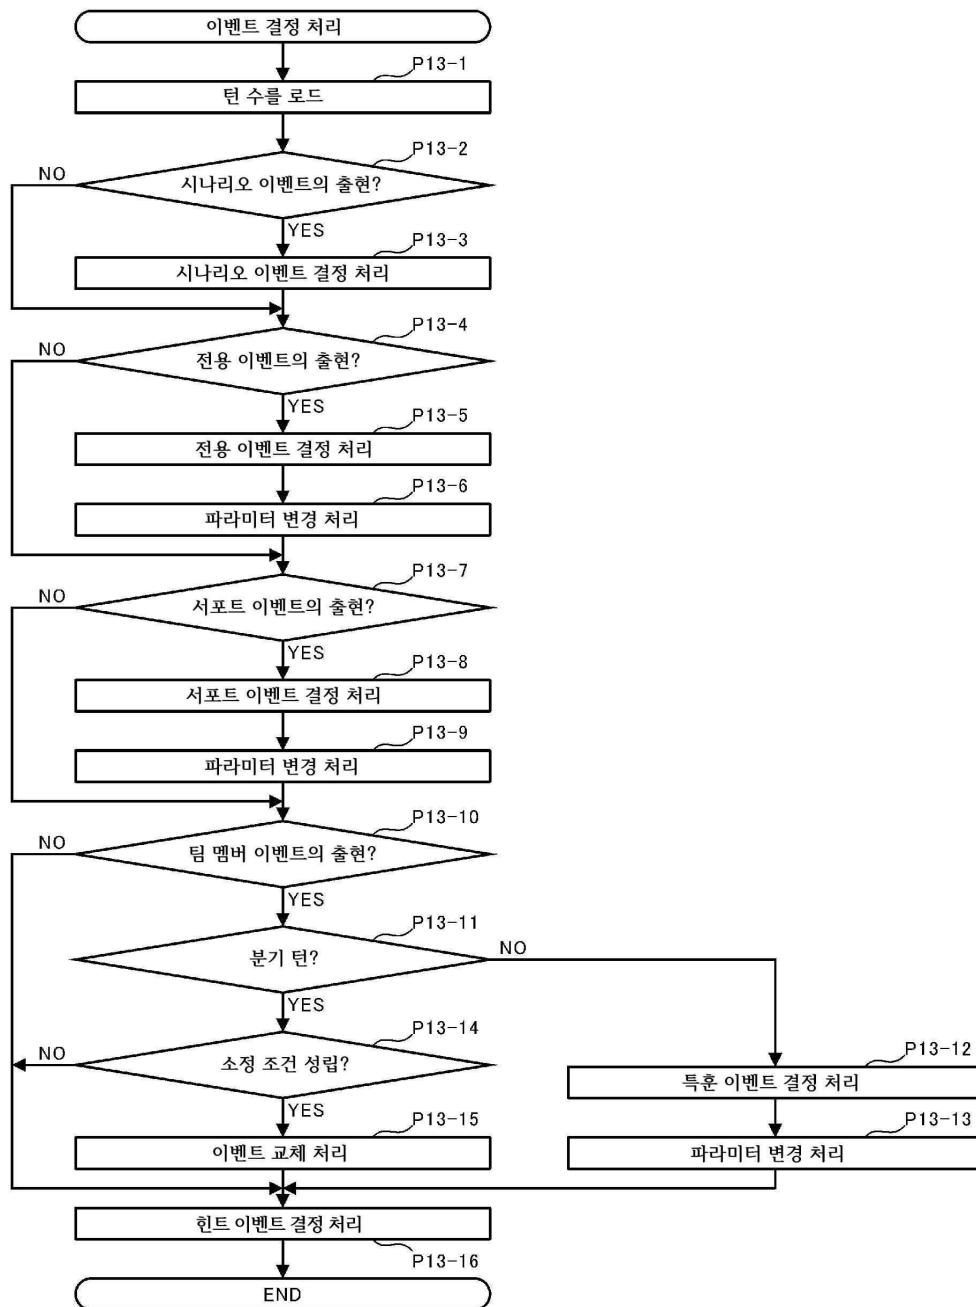 이벤트 결정 처리
P13-1
턴 수를 로드
P13-2
NO
시나리오 이벤트의 출현?
YES
P13-3
시나리오 이벤트 결정 처리
P13-4
NO
전용 이벤트의 출현?
YES
P13-5
전용 이벤트 결정 처리
P13-6
파라미터 변경 처리
P13-7
NO
서포트 이벤트의 출현?
YES
P13-8
서포트 이벤트 결정 처리
P13-9
파라미터 변경 처리
P13-10
NO
팀 멤버 이벤트의 출현?
YES
P13-11
분기 턴?
NO
YES
P13-14
NO
소정 조건 성립?
P13-12
특훈 이벤트 결정 처리
YES
P13-15
이벤트 교체 처리
P13-13
파라미터 변경 처리
힌트 이벤트 결정 처리
P13-16
END